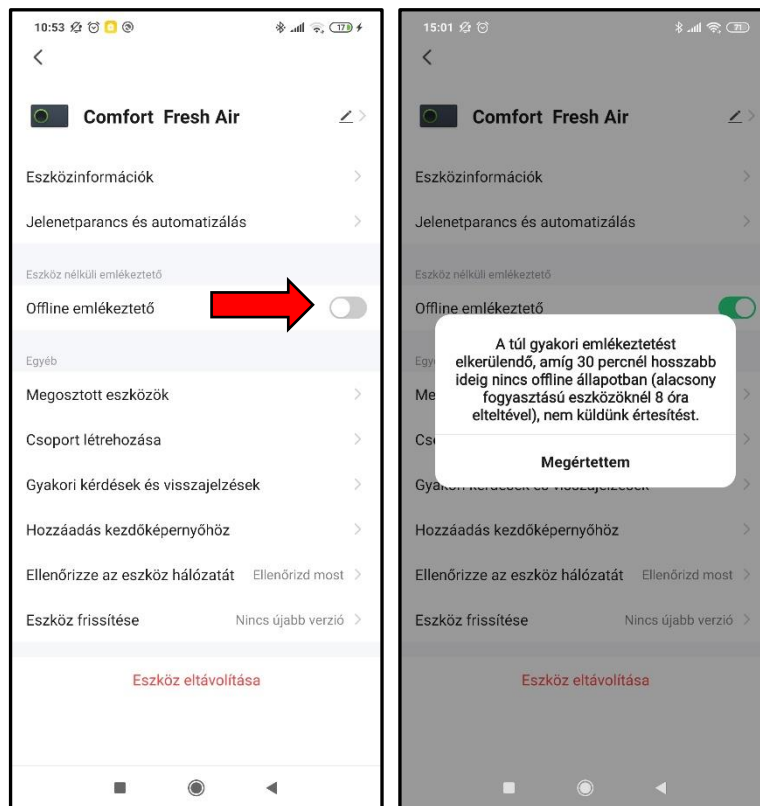 10:53
17
Comfort Fresh Air
Eszközinformációk
Jelenetparancs és automatizálás
Eszköz nélküli emlékeztető
Offline emlékeztető
Egyéb
Megosztott eszközök
Csoport létrehozása
Gyakori kérdések és visszajelzések
Hozzáadás kezdőképernyőhöz
Ellenőrizze az eszköz hálózatát Ellenőrizd most
Eszköz frissítése Nincs újabb verzió
Eszköz eltávolítása
15:01
71
Comfort Fresh Air
Eszközinformációk
Jelenetparancs és automatizálás
Eszköz nélküli emlékeztető
Offline emlékeztető
A túl gyakori emlékeztetést
elkerülendő, amíg 30 percnél hosszabb
ideig nincs offline állapotban (alacsony
fogyasztású eszközöknél 8 óra
elteltével), nem küldünk értesítést.
Megértettem
Hozzáadás kezdőképernyőhöz
Ellenőrizze az eszköz hálózatát Ellenőrizd most
Eszköz frissítése Nincs újabb verzió
Eszköz eltávolítása